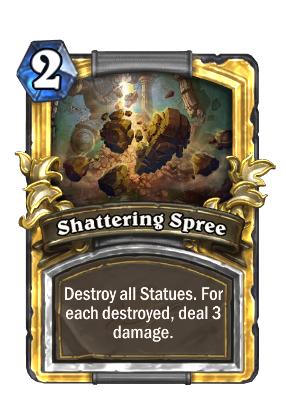 2
Shattering Spree
Destroy all Statues. For
each destroyed, deal 3
damage.